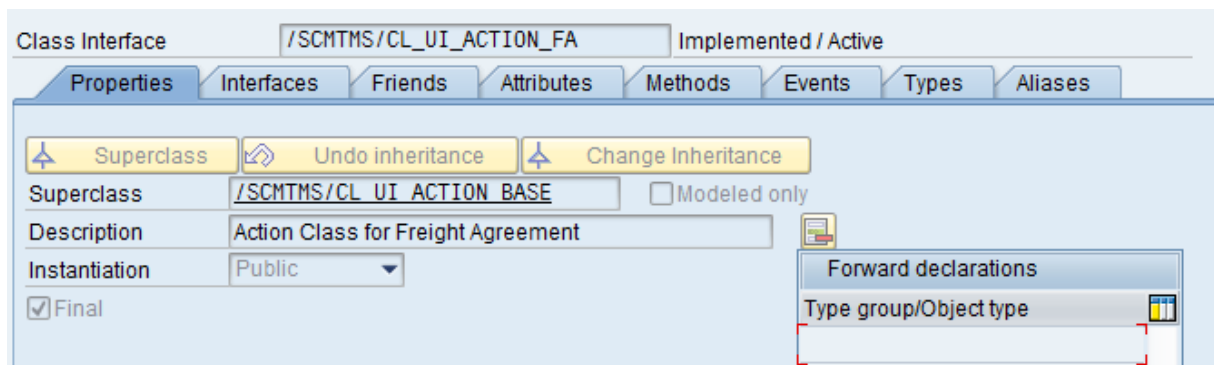 Class Interface /SCMTMS/CL_UI_ACTION_FA Implemented / Active
Properties Interfaces Friends Attributes Methods Events Types Aliases
Superclass Undo inheritance Change Inheritance
Superclass /SCMTMS/CL_UI_ACTION_BASE Modeled only
Description Action Class for Freight Agreement
Instantiation Public Forward declarations
Final Type group/Object type